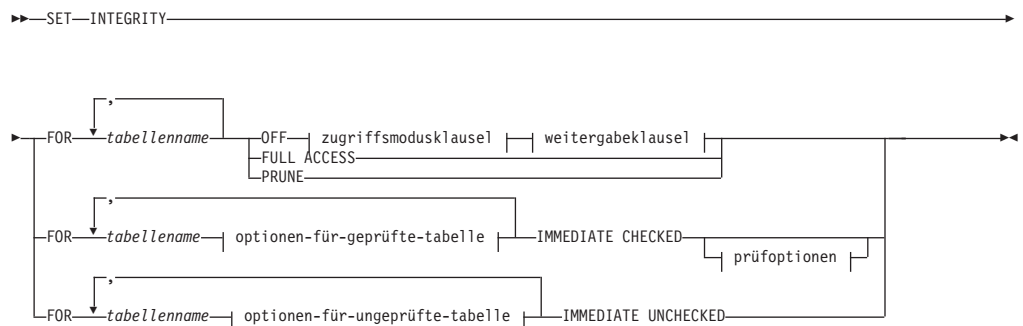 SET INTEGRITY
,
FOR tabellenname OFF zugriffsmodusklausel weitergabeklausel
FULL ACCESS
PRUNE
,
FOR tabellename optionen-für-geprüfte-tabelle IMMEDIATE CHECKED
prüfoptionen
,
FOR tabellenname optionen-für-ungeprüfte-tabelle IMMEDIATE UNCHECKED